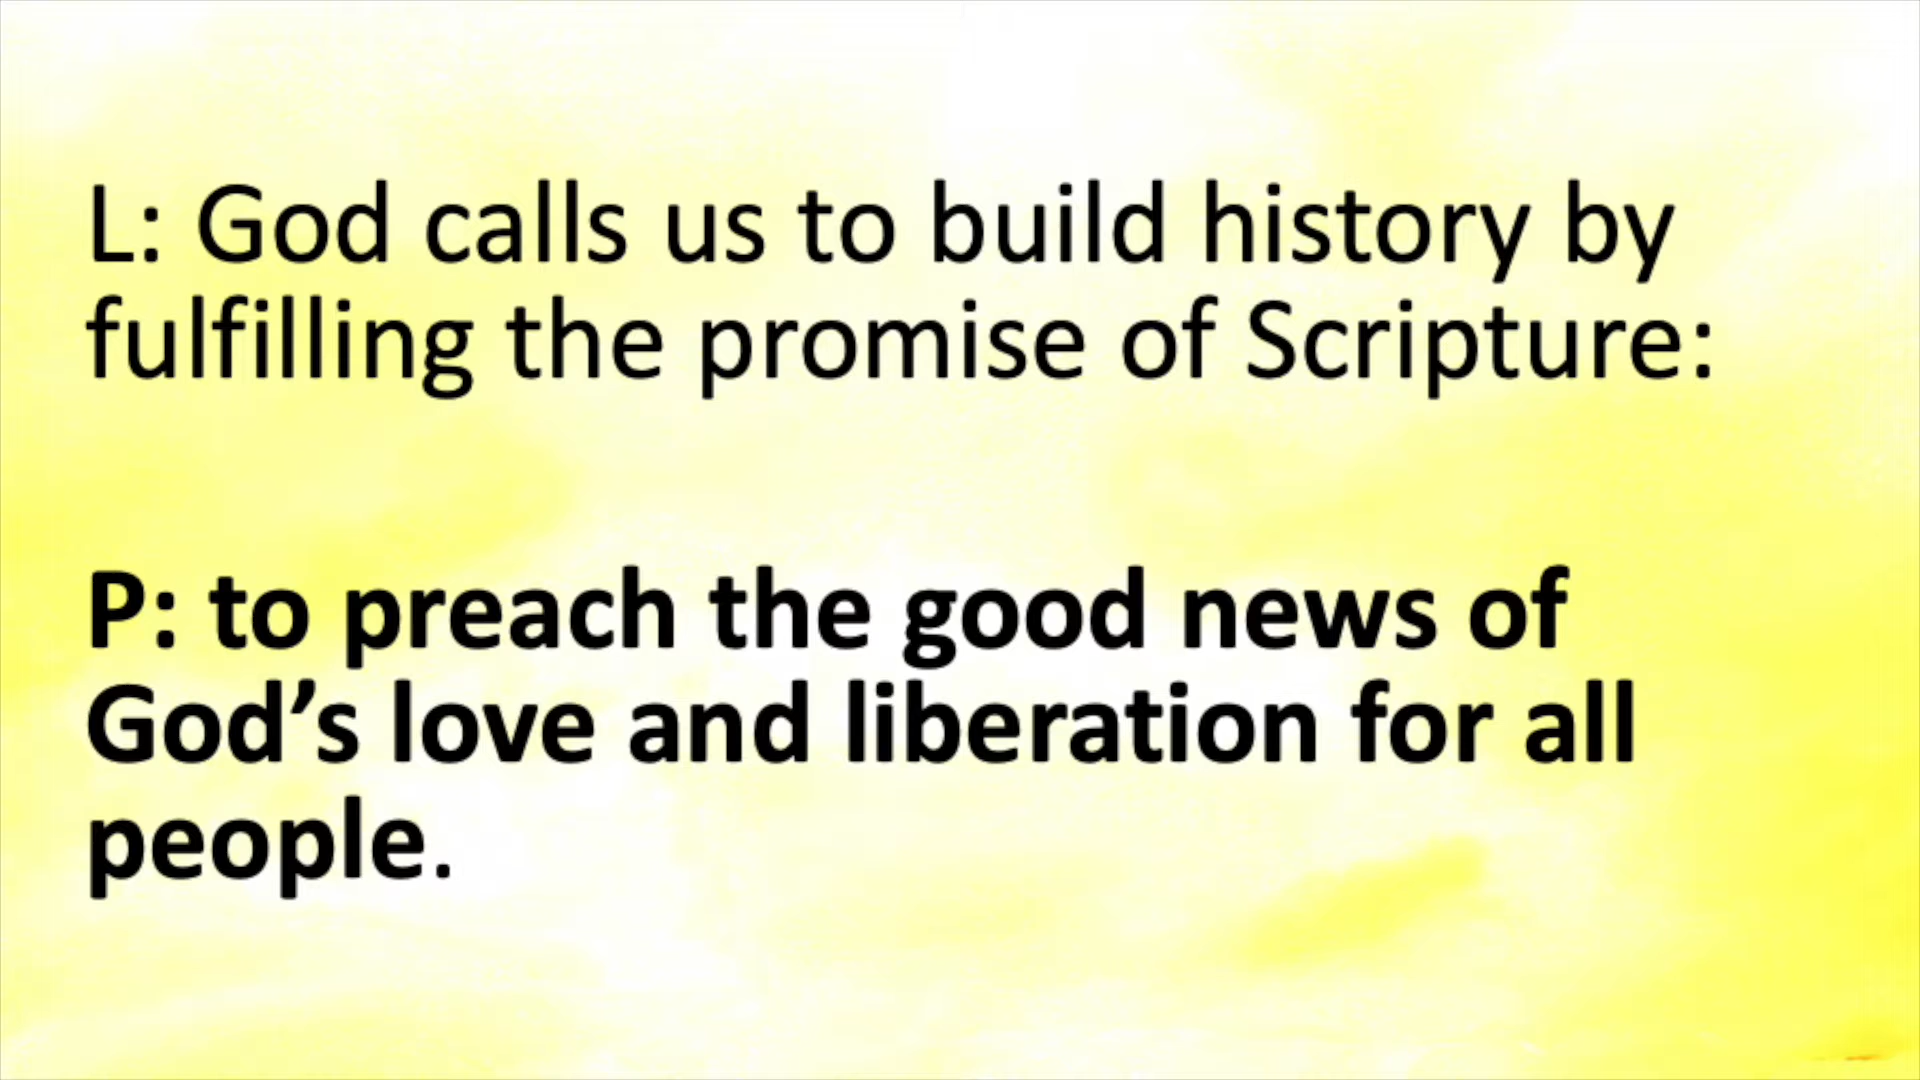 L: God calls us to build history by
fulfilling the promise of Scripture:
P: to preach the good news of
God’s love and liberation for all
people.